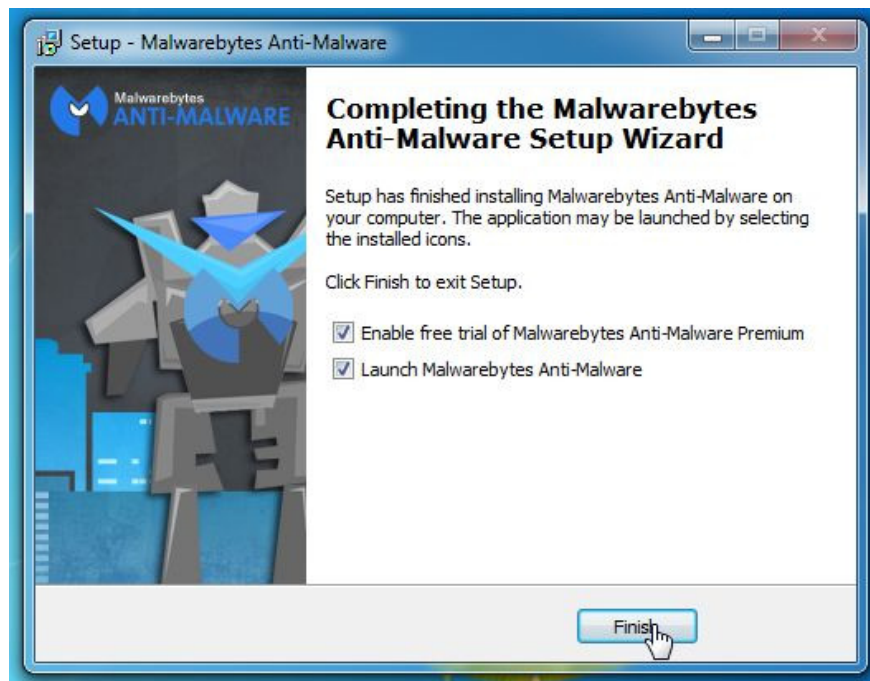 Setup - Malwarebytes Anti-Malware
Malwarebytes
ANTI-MALWARE
Completing the Malwarebytes
Anti-Malware Setup Wizard
Setup has finished installing Malwarebytes Anti-Malware on
your computer. The application may be launched by selecting
the installed icons.
Click Finish to exit Setup.
Enable free trial of Malwarebytes Anti-Malware Premium
Launch Malwarebytes Anti-Malware
Finish